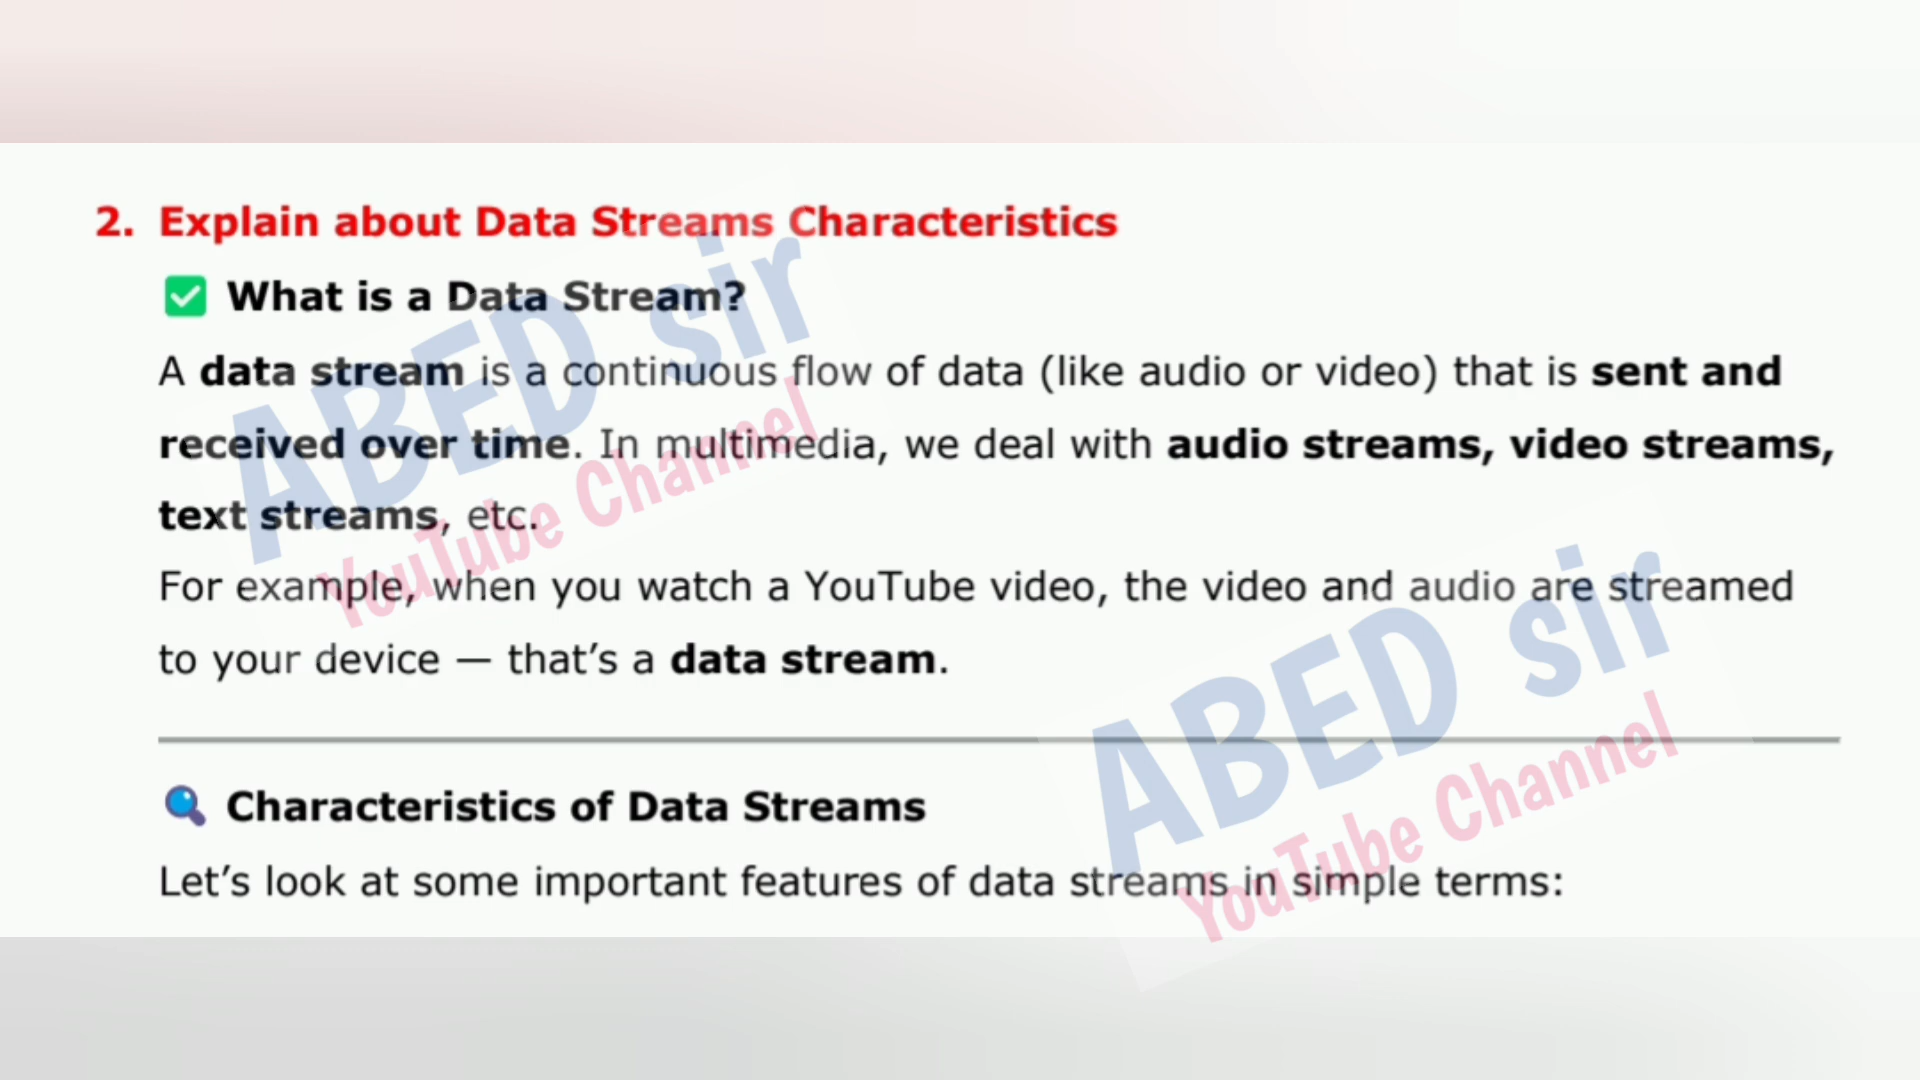 2. Explain about Data Streams Characteristics
✅ What is a Data Stream?
A data stream is a continuous flow of data (like audio or video) that is sent and
received over time. In multimedia, we deal with audio streams, video streams,
text streams, etc.
For example, when you watch a YouTube video, the video and audio are streamed
to your device — that’s a data stream.
🔍 Characteristics of Data Streams
Let’s look at some important features of data streams in simple terms:
ABED sir
YouTube Channel
ABED sir
YouTube Channel